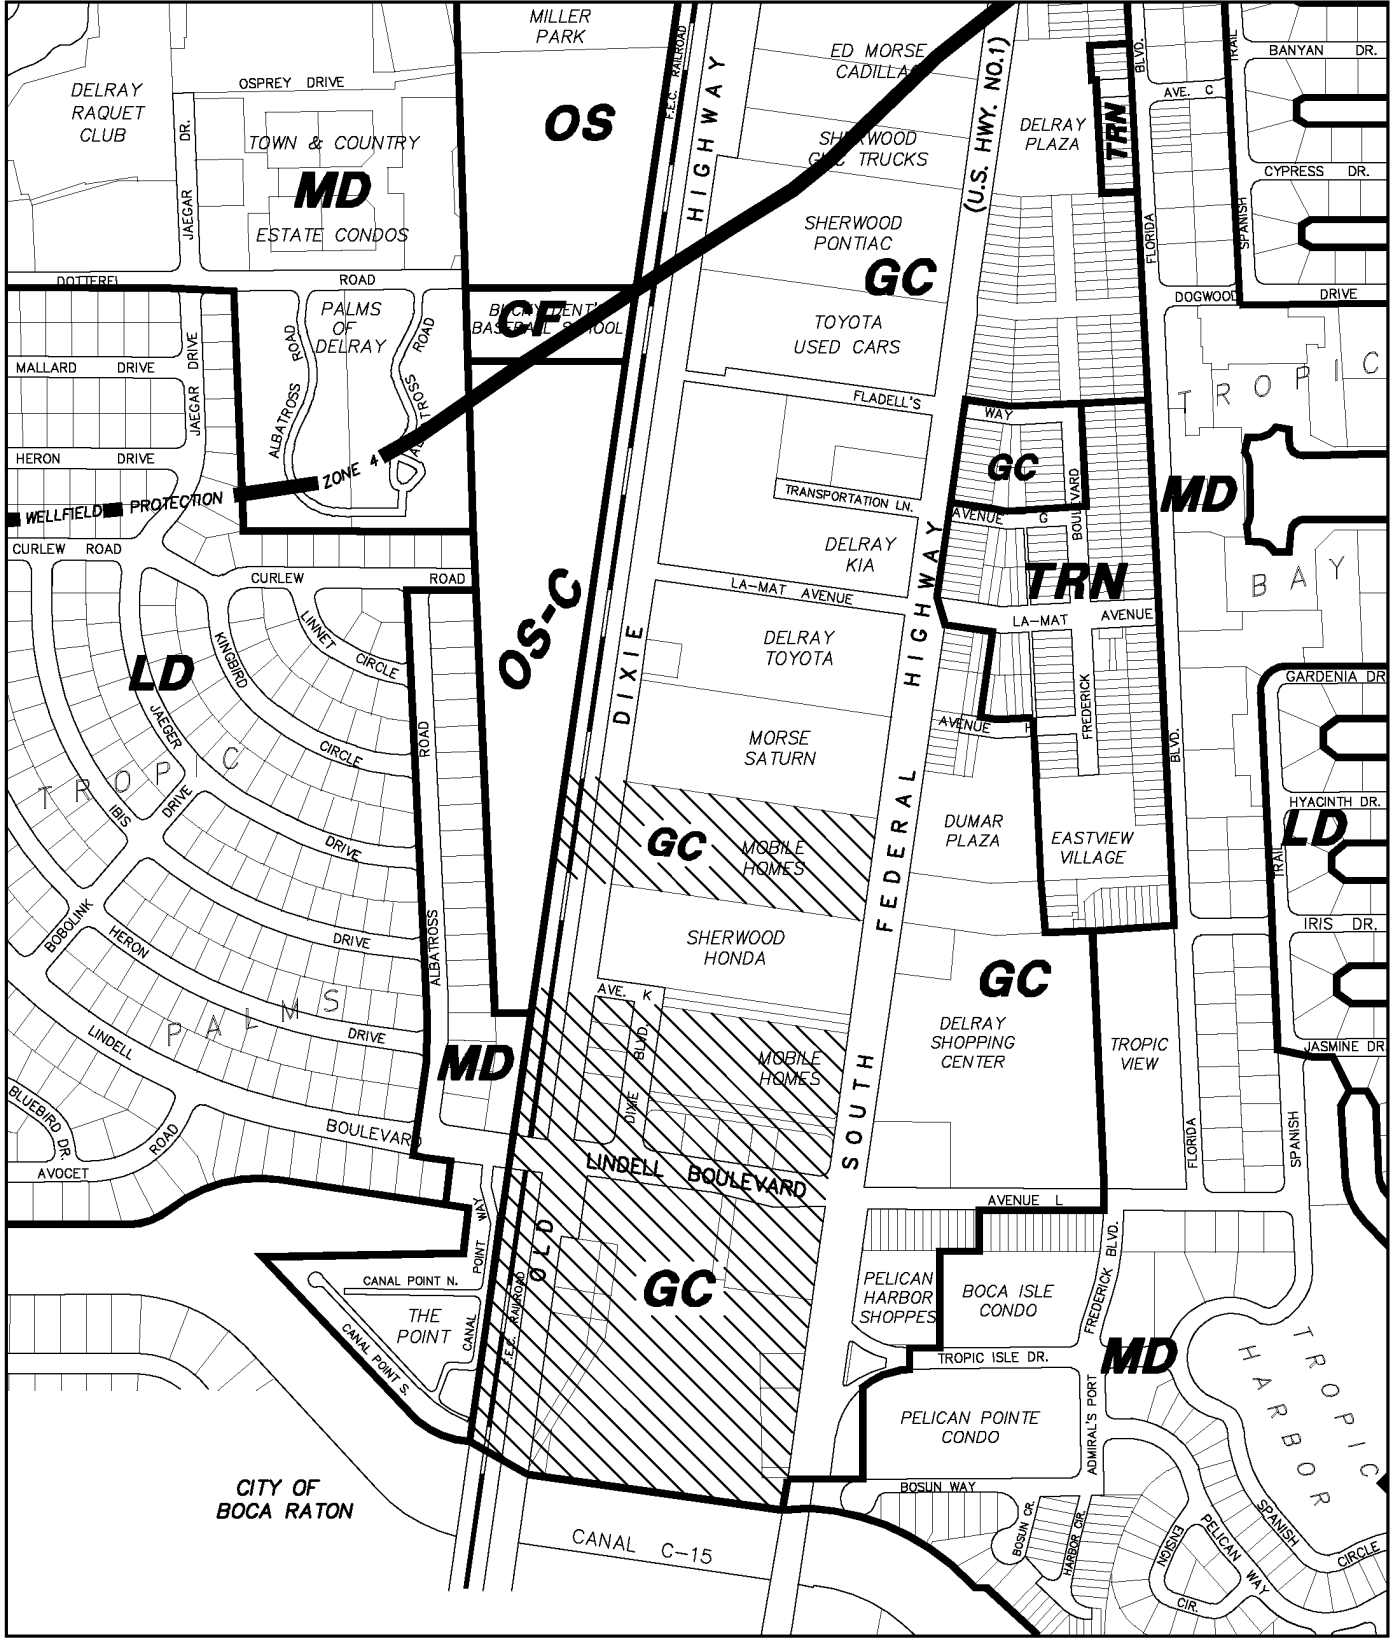 MILLER
PARK
F.E.C. RAILROAD
HIGHWAY
ED MORSE
CADILLAC
(U.S. HWY. NO.1)
BLVD.
TRAIL
BANYAN DR.
DELRAY
RAQUET
CLUB
OSPREY DRIVE
JAEGAR DR.
TOWN & COUNTRY
MD
ESTATE CONDOS
OS
SHERWOOD
GMC TRUCKS
DELRAY
PLAZA
TRN
AVE. C
CYPRESS DR.
SHERWOOD
PONTIAC
GC
FLORIDA
SPANISH
DOTTEREL ROAD
DOGWOOD DRIVE
PALMS
OF
DELRAY
ALBATROSS ROAD
ALBATROSS ROAD
JAEGAR DRIVE
BUCKY DENT'S
BASEBALL SCHOOL
CF
TOYOTA
USED CARS
MALLARD DRIVE
FLADELL'S WAY
TROPIC
HERON DRIVE
WELLFIELD PROTECTION ZONE 4
GC
BOULEVARD
MD
TRANSPORTATION LN.
AVENUE G
CURLEW ROAD
DELRAY
KIA
CURLEW ROAD
LA-MAT AVENUE
TRN
BAY
LA-MAT AVENUE
LINNET CIRCLE
KINGBIRD CIRCLE
OS-C
DIXIE
DELRAY
TOYOTA
HIGHWAY
LD
JAEGER DRIVE
ROAD
FREDERICK
GARDENIA DR.
AVENUE H
MORSE
SATURN
BLVD.
TROPIC
IBIS DRIVE
GC
MOBILE
HOMES
FEDERAL
DUMAR
PLAZA
EASTVIEW
VILLAGE
HYACINTH DR.
LD
TRAIL
BOBOLINK
HERON DRIVE
DRIVE
ALBATROSS
SHERWOOD
HONDA
IRIS DR.
PALMS
LINDELL BOULEVARD
AVE. K
DIXIE BLVD
GC
DELRAY
SHOPPING
CENTER
TROPIC
VIEW
JASMINE DR.
MD
MOBILE
HOMES
SOUTH
BLUEBIRD DR.
AVOCET ROAD
LINDELL BOULEVARD
FLORIDA
SPANISH
AVENUE L
POINT WAY
OLD
F.E.C. RAILROAD
GC
CANAL POINT N.
CANAL
THE
POINT
CANAL POINT S.
PELICAN
HARBOR
SHOPPES
BOCA ISLE
CONDO
FREDERICK BLVD.
TROPIC ISLE DR.
MD
TROPIC
HARBOR
PELICAN POINTE
CONDO
ADMIRAL'S PORT
CITY OF
BOCA RATON
BOSUN WAY
BOSUN CR.
HARBOR CIR.
ENSIGN CIR.
PELICAN WAY
SPANISH CIRCLE
CANAL C-15